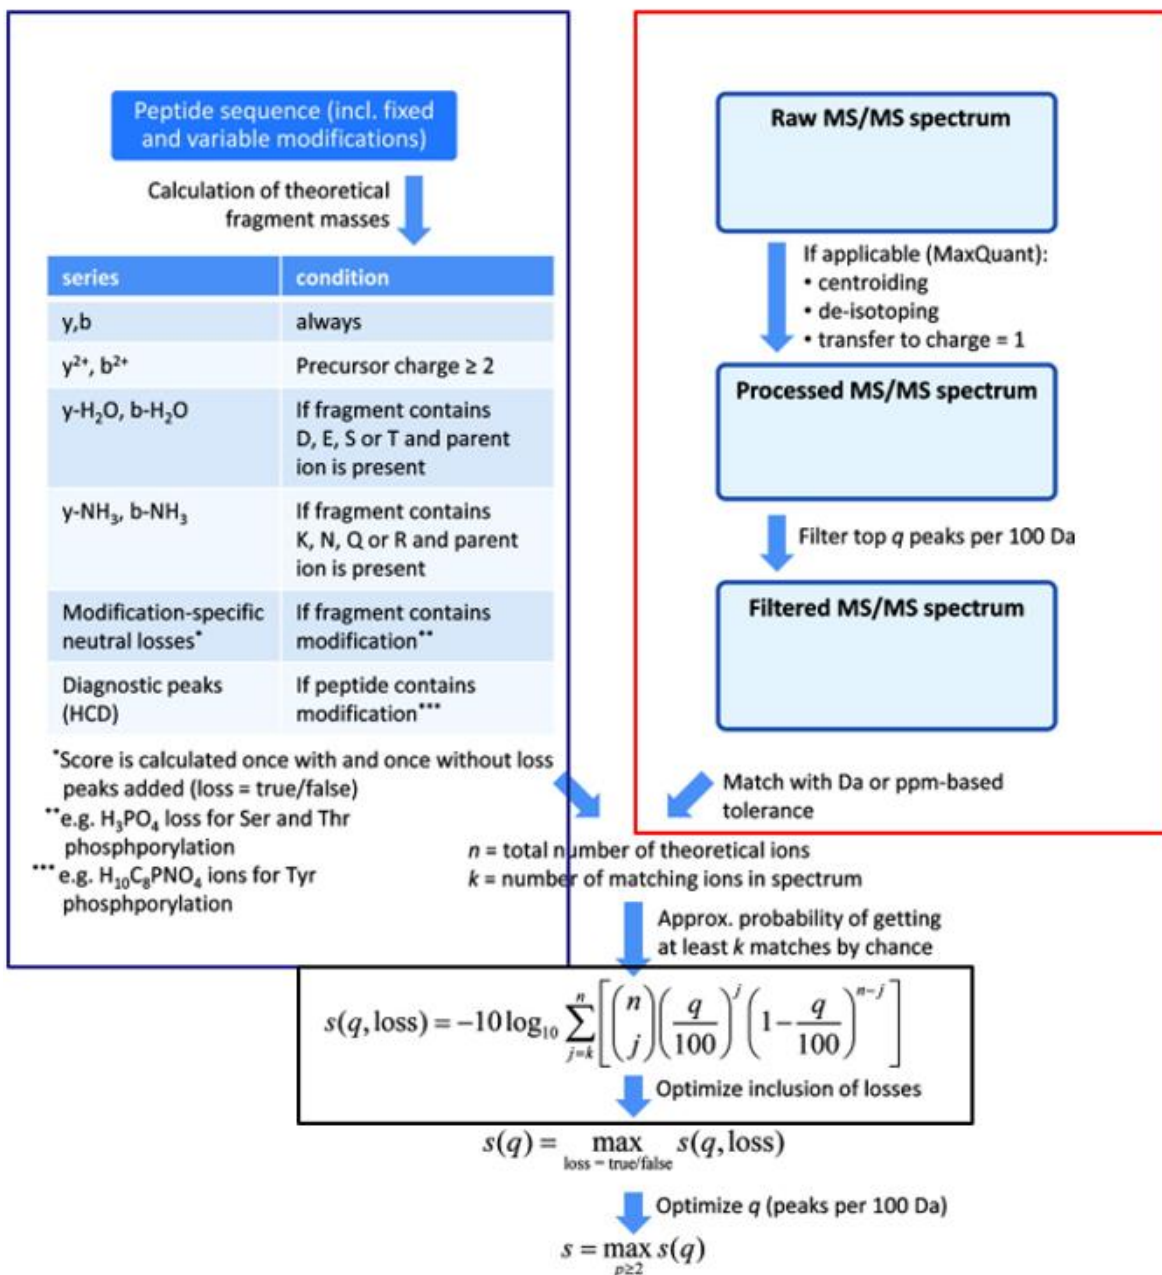 Peptide sequence (incl. fixed
and variable modifications)
Calculation of theoretical
fragment masses
series condition
y,b always
y²⁺, b²⁺ Precursor charge ≥ 2
y-H₂O, b-H₂O If fragment contains
D, E, S or T and parent
ion is present
y-NH₃, b-NH₃ If fragment contains
K, N, Q or R and parent
ion is present
Modification-specific If fragment contains
neutral losses* modification**
Diagnostic peaks If peptide contains
(HCD) modification***
*Score is calculated once with and once without loss
peaks added (loss = true/false)
**e.g. H₃PO₄ loss for Ser and Thr
phosphporylation
***e.g. H₁₀C₈PNO₄ ions for Tyr
phosphporylation
Raw MS/MS spectrum
If applicable (MaxQuant):
• centroiding
• de-isotoping
• transfer to charge = 1
Processed MS/MS spectrum
Filter top q peaks per 100 Da
Filtered MS/MS spectrum
Match with Da or ppm-based
tolerance
n = total number of theoretical ions
k = number of matching ions in spectrum
Approx. probability of getting
at least k matches by chance
s(q,loss) = −10 log₁₀ ∑_{j=k}^{n} [ (n j) (q/100)^j (1 − q/100)^{n−j} ]
Optimize inclusion of losses
s(q) = max_{loss = true/false} s(q,loss)
Optimize q (peaks per 100 Da)
s = max_{p≥2} s(q)